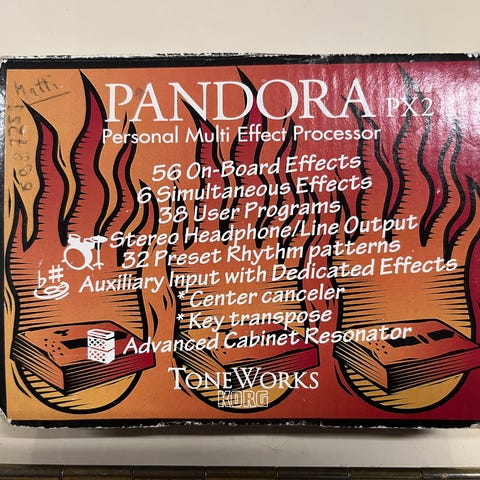 PANDORA PX2
Personal Multi Effect Processor
56 On-Board Effects
6 Simultaneous Effects
38 User Programs
Stereo Headphone/Line Output
32 Preset Rhythm patterns
Auxiliary Input with Dedicated Effects
*Center canceler
*Key transpose
Advanced Cabinet Resonator
TONEWORKS
KORG
Matti